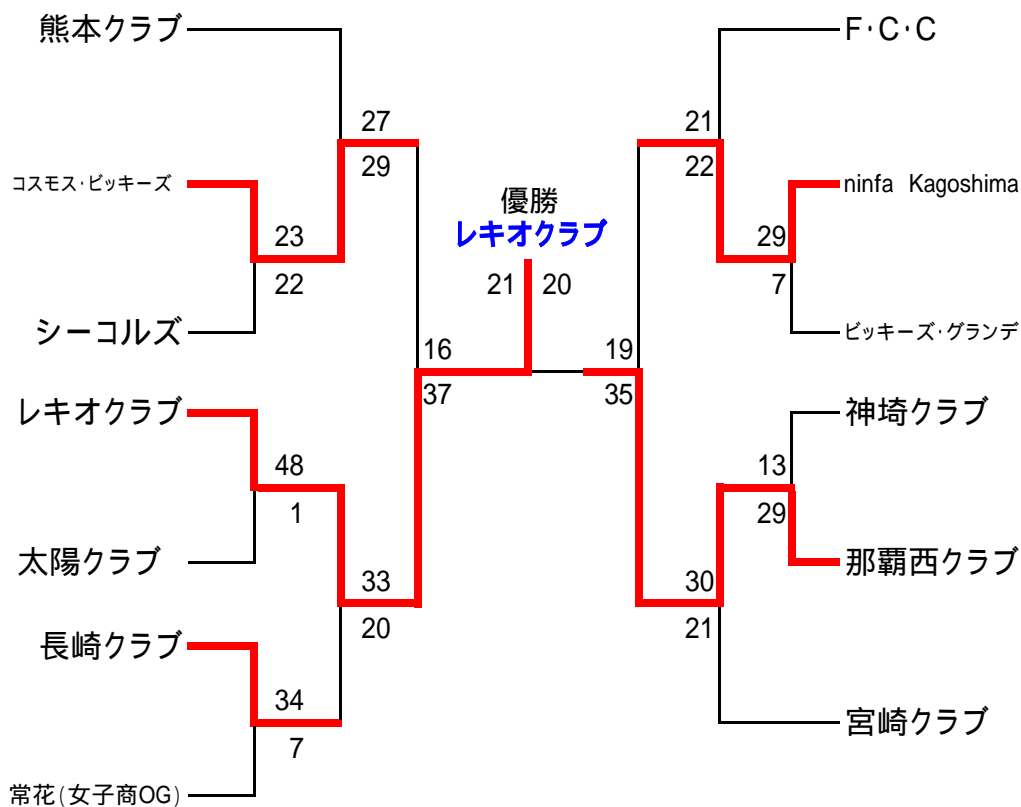 熊本クラブ
F・C・C
27
29
21
22
コスモス・ビッキーズ
ninfa Kagoshima
優勝
レキオクラブ
23
22
29
7
21 20
シーコルズ
ビッキーズ・グランデ
16
37
19
35
レキオクラブ
神埼クラブ
48
1
13
29
太陽クラブ
那覇西クラブ
33
20
30
21
長崎クラブ
34
7
宮崎クラブ
常花(女子商OG)